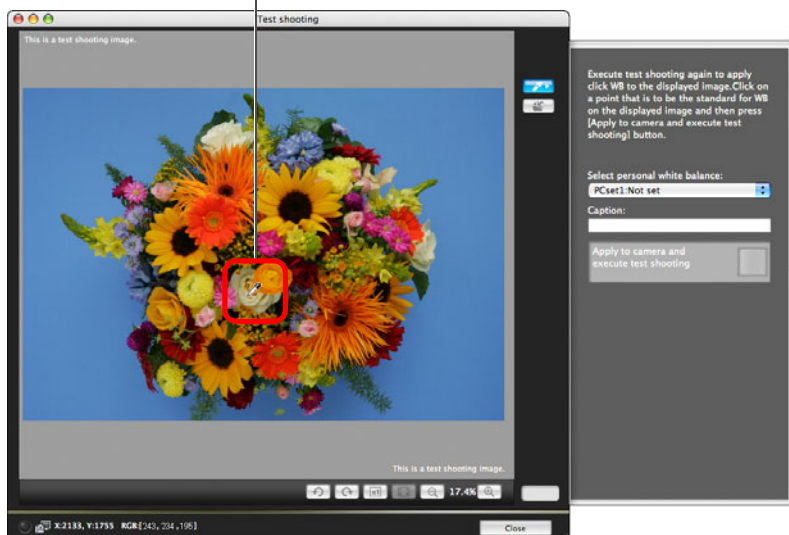 Test shooting
This is a test shooting image.
Execute test shooting again to apply
click WB to the displayed image.Click on
a point that is to be the standard for WB
on the displayed image and then press
[Apply to camera and execute test
shooting] button.
Select personal white balance:
PCset1:Not set
Caption:
Apply to camera and
execute test shooting
This is a test shooting image.
17.4%
X:2133, Y:1755 RGB[243, 234 ,195]
Close